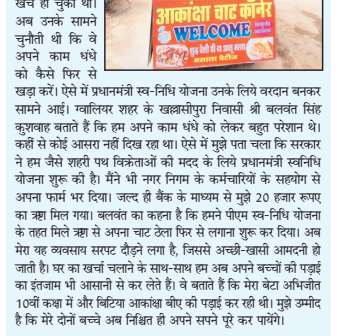 खर्च हो चुका था।
अब उनके सामने
चुनौती थी कि वे
अपने काम धंधे
को कैसे फिर से
आकांक्षा चाट कॉर्नर
WELCOME
मसाला पेटीज
खड़ा करें। ऐसे में प्रधानमंत्री स्व-निधि योजना उनके लिये वरदान बनकर
सामने आई। ग्वालियर शहर के खल्लासीपुरा निवासी श्री बलवंत सिंह
कुशवाह बताते हैं कि हम अपने काम धंधे को लेकर बहुत परेशान थे।
कहीं से कोई आसरा नहीं दिख रहा था। ऐसे में मुझे पता चला कि सरकार
ने हम जैसे शहरी पथ विक्रेताओं की मदद के लिये प्रधानमंत्री स्वनिधि
योजना शुरू की है। मैंने भी नगर निगम के कर्मचारियों के सहयोग से
अपना फार्म भर दिया। जल्द ही बैंक के माध्यम से मुझे 20 हजार रूपए
का ऋण मिल गया। बलवंत का कहना है कि हमने पीएम स्व-निधि योजना
के तहत मिले ऋण से अपना चाट ठेला फिर से लगाना शुरू कर दिया। अब
मेरा यह व्यवसाय सरपट दौड़ने लगा है, जिससे अच्छी-खासी आमदनी हो
जाती है। घर का खर्चा चलाने के साथ-साथ हम अब अपने बच्चों की पढ़ाई
का इंतजाम भी आसानी से कर लेते हैं। वे बताते हैं कि मेरा बेटा अभिजीत
10वीं कक्षा में और बिटिया आकांक्षा बीए की पढ़ाई कर रही थी। मुझे उम्मीद
है कि मेरे दोनों बच्चे अब निश्चित ही अपने सपने पूरे कर पायेंगे।